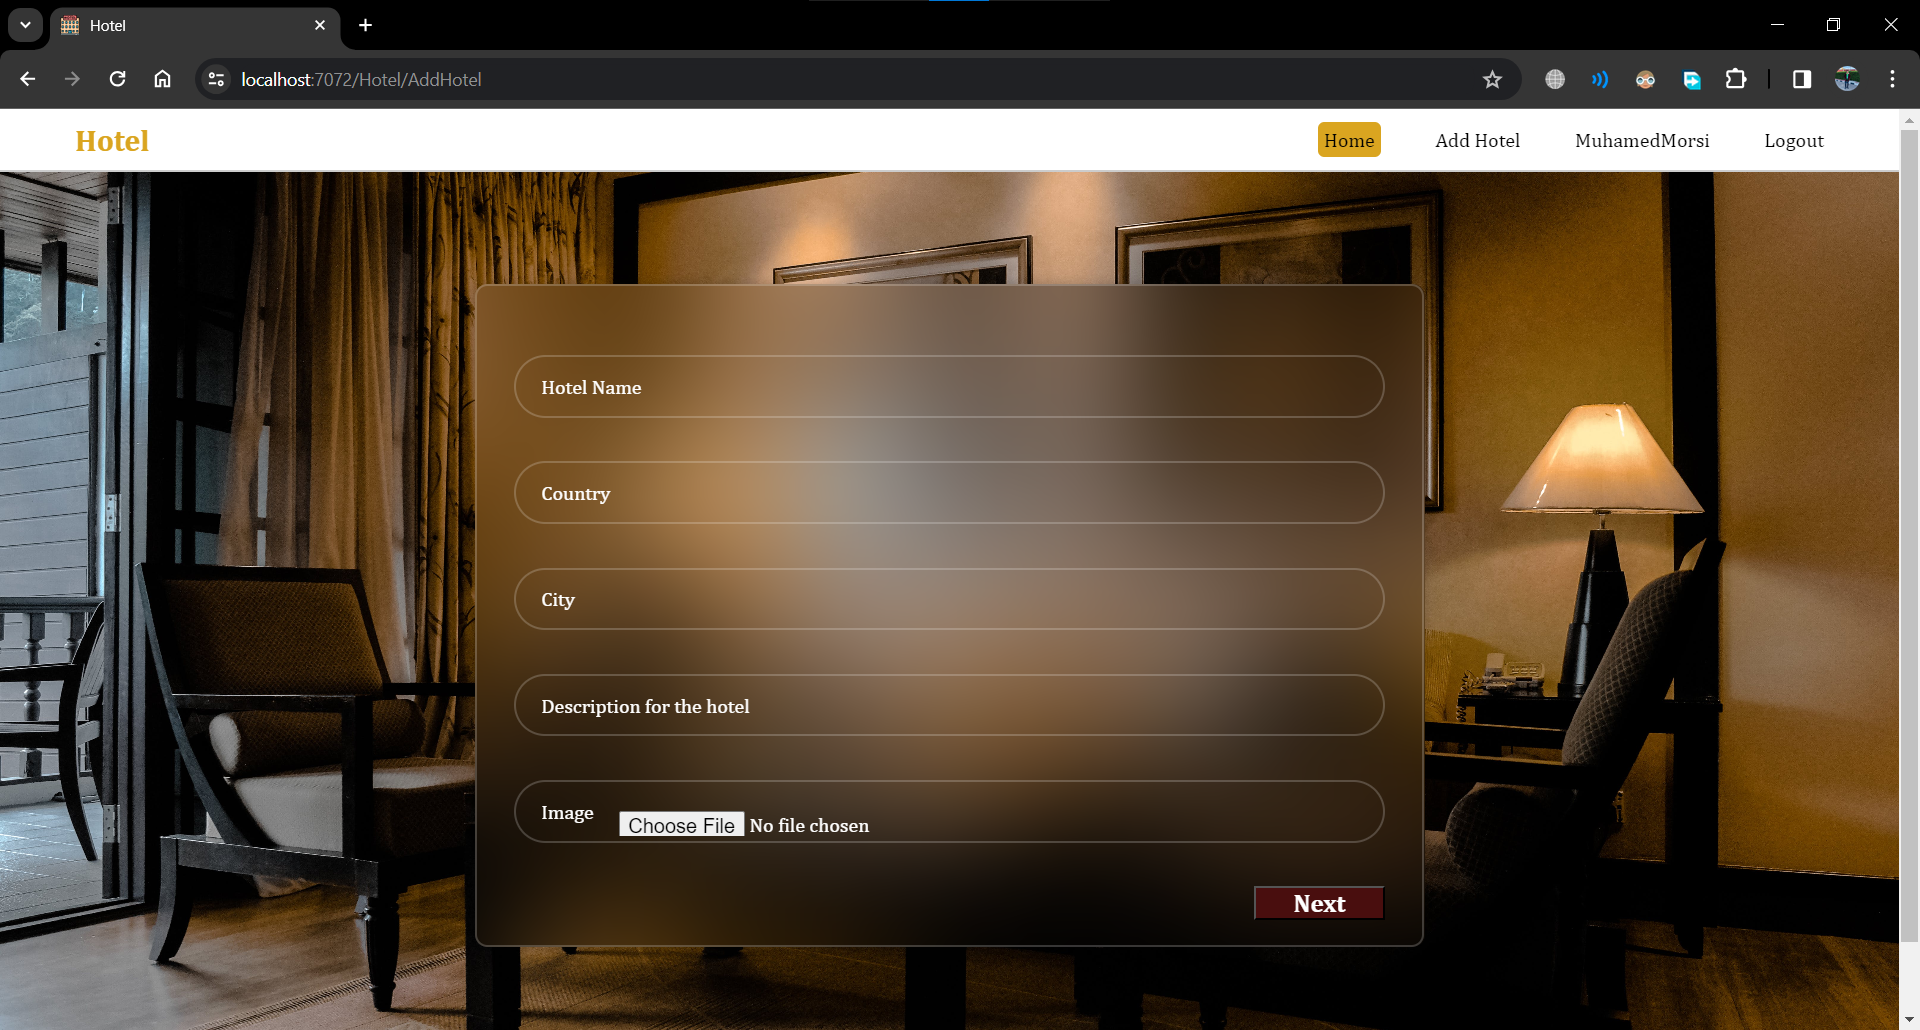 Hotel
localhost:7072/Hotel/AddHotel
Hotel
Home
Add Hotel
MuhamedMorsi
Logout
Hotel Name
Country
City
Description for the hotel
Image
Choose File No file chosen
Next